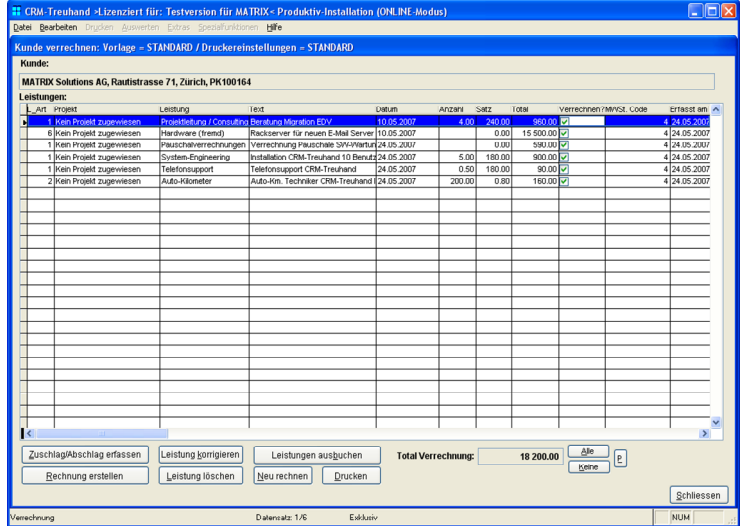 CRM-Treuhand >Lizenziert für: Testversion für MATRIX< Produktiv-Installation (ONLINE-Modus)
Datei Bearbeiten Drucken Auswerten Extras Spezialfunktionen Hilfe
Kunde verrechnen: Vorlage = STANDARD / Druckereinstellungen = STANDARD
Kunde:
MATRIX Solutions AG, Rautistrasse 71, Zürich, PK100164
Leistungen:
L_Art Projekt Leistung Text Datum Anzahl Satz Total Verrechnen? MWSt. Code Erfasst am
1 Kein Projekt zugewiesen Projektleitung / Consulting Beratung Migration EDV 10.05.2007 4.00 240.00 960.00 4 24.05.2007
6 Kein Projekt zugewiesen Hardware (fremd) Rackserver für neuen E-Mail Server 10.05.2007 0.00 15 500.00 4 24.05.2007
1 Kein Projekt zugewiesen Pauschalverrechnungen Verrechnung Pauschale SW-Wartun 24.05.2007 0.00 590.00 4 24.05.2007
1 Kein Projekt zugewiesen System-Engineering Installation CRM-Treuhand 10 Benutz 24.05.2007 5.00 180.00 900.00 4 24.05.2007
1 Kein Projekt zugewiesen Telefonsupport Telefonsupport CRM-Treuhand 24.05.2007 0.50 180.00 90.00 4 24.05.2007
2 Kein Projekt zugewiesen Auto-Kilometer Auto-Km. Techniker CRM-Treuhand 24.05.2007 200.00 0.80 160.00 4 24.05.2007
Zuschlag/Abschlag erfassen Leistung korrigieren Leistungen ausbuchen Total Verrechnung: 18 200.00 Alle P
Keine
Rechnung erstellen Leistung löschen Neu rechnen Drucken
Schliessen
Verrechnung Datensatz: 1/6 Exklusiv NUM